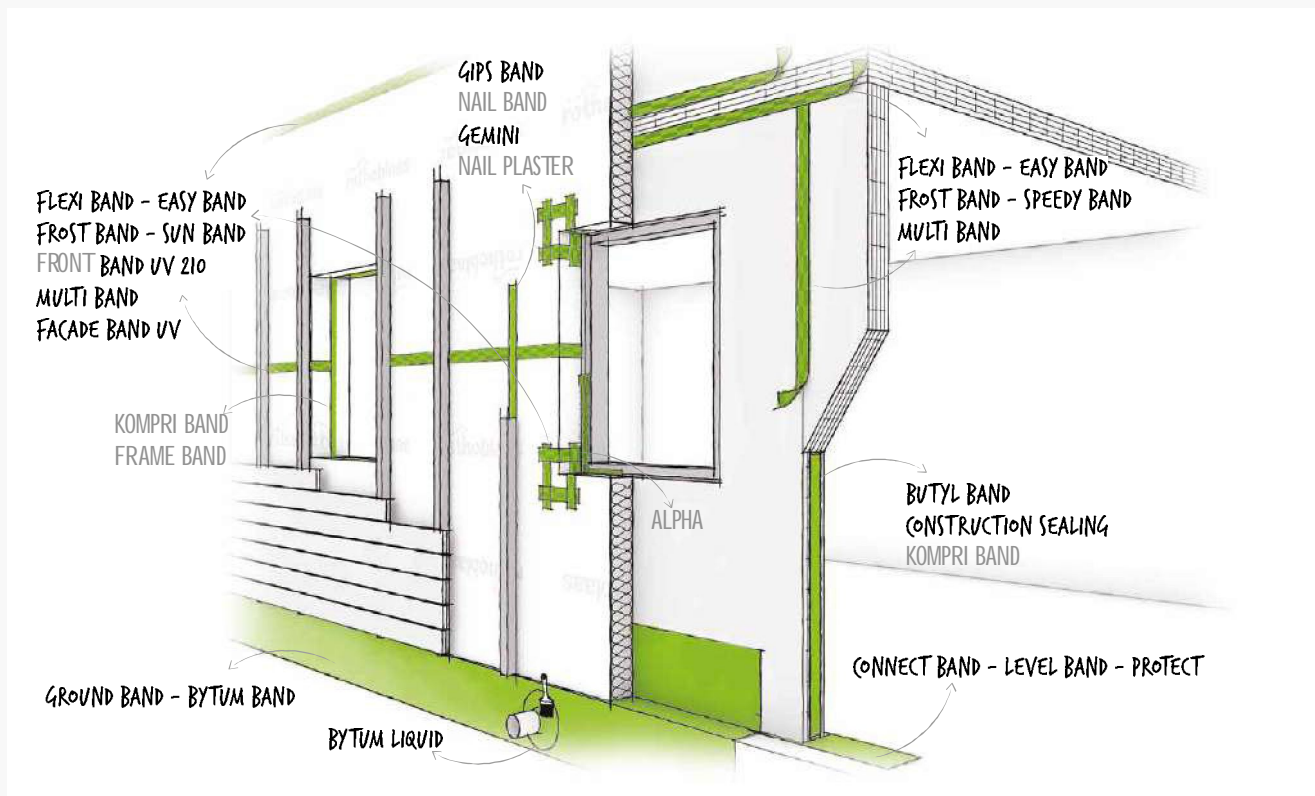 GIPS BAND
NAIL BAND
GEMINI
NAIL PLASTER
FLEXI BAND - EASY BAND
FROST BAND - SUN BAND
FRONT BAND UV 210
MULTI BAND
FAÇADE BAND UV
FLEXI BAND - EASY BAND
FROST BAND - SPEEDY BAND
MULTI BAND
KOMPRI BAND
FRAME BAND
ALPHA
BUTYL BAND
CONSTRUCTION SEALING
KOMPRI BAND
CONNECT BAND - LEVEL BAND - PROTECT
GROUND BAND - BYTUM BAND
BYTUM LIQUID